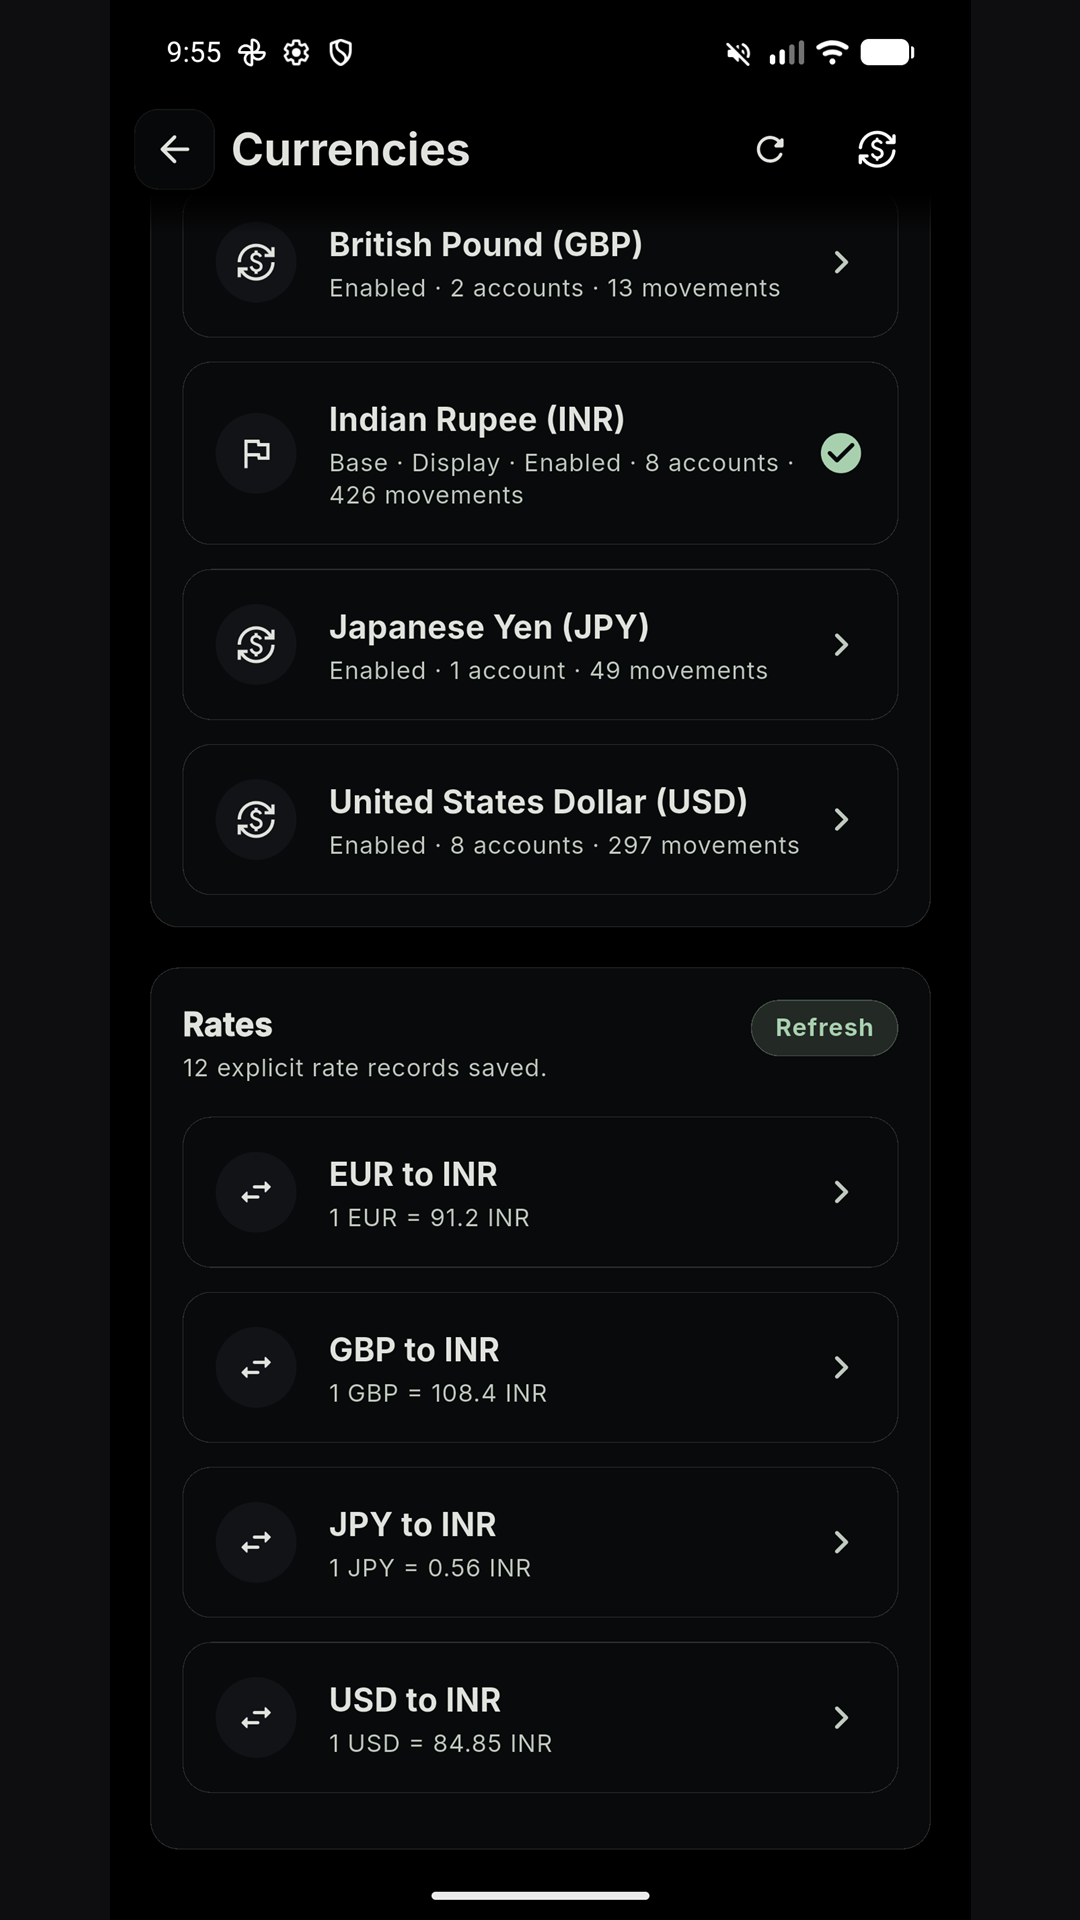 9:55
Currencies
British Pound (GBP)
Enabled · 2 accounts · 13 movements
Indian Rupee (INR)
Base · Display · Enabled · 8 accounts ·
426 movements
Japanese Yen (JPY)
Enabled · 1 account · 49 movements
United States Dollar (USD)
Enabled · 8 accounts · 297 movements
Rates
Refresh
12 explicit rate records saved.
EUR to INR
1 EUR = 91.2 INR
GBP to INR
1 GBP = 108.4 INR
JPY to INR
1 JPY = 0.56 INR
USD to INR
1 USD = 84.85 INR